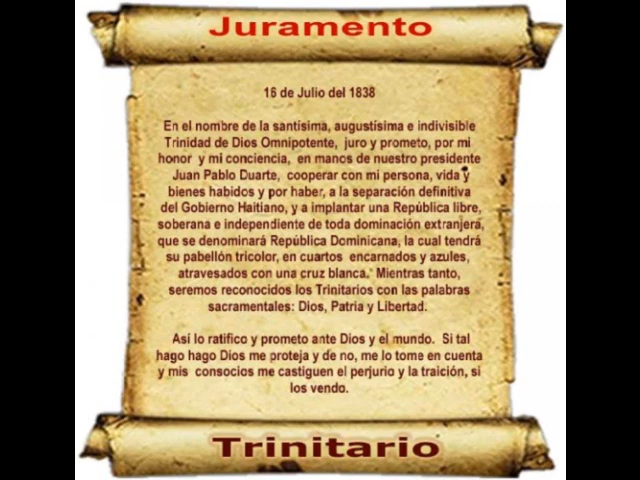 Juramento
16 de Julio del 1838
En el nombre de la santísima, augustísima e indivisible
Trinidad de Dios Omnipotente, juro y prometo, por mi
honor y mi conciencia, en manos de nuestro presidente
Juan Pablo Duarte, cooperar con mi persona, vida y
bienes habidos y por haber, a la separación definitiva
del Gobierno Haitiano, y a implantar una República libre,
soberana e independiente de toda dominación extranjera,
que se denominará República Dominicana, la cual tendrá
su pabellón tricolor, en cuartos encarnados y azules,
atravesados con una cruz blanca. Mientras tanto,
seremos reconocidos los Trinitarios con las palabras
sacramentales: Dios, Patria y Libertad.
Así lo ratifico y prometo ante Dios y el mundo. Si tal
hago hago Dios me proteja y de no, me lo tome en cuenta
y mis consocios me castiguen el perjurio y la traición, si
los vendo.
Trinitario